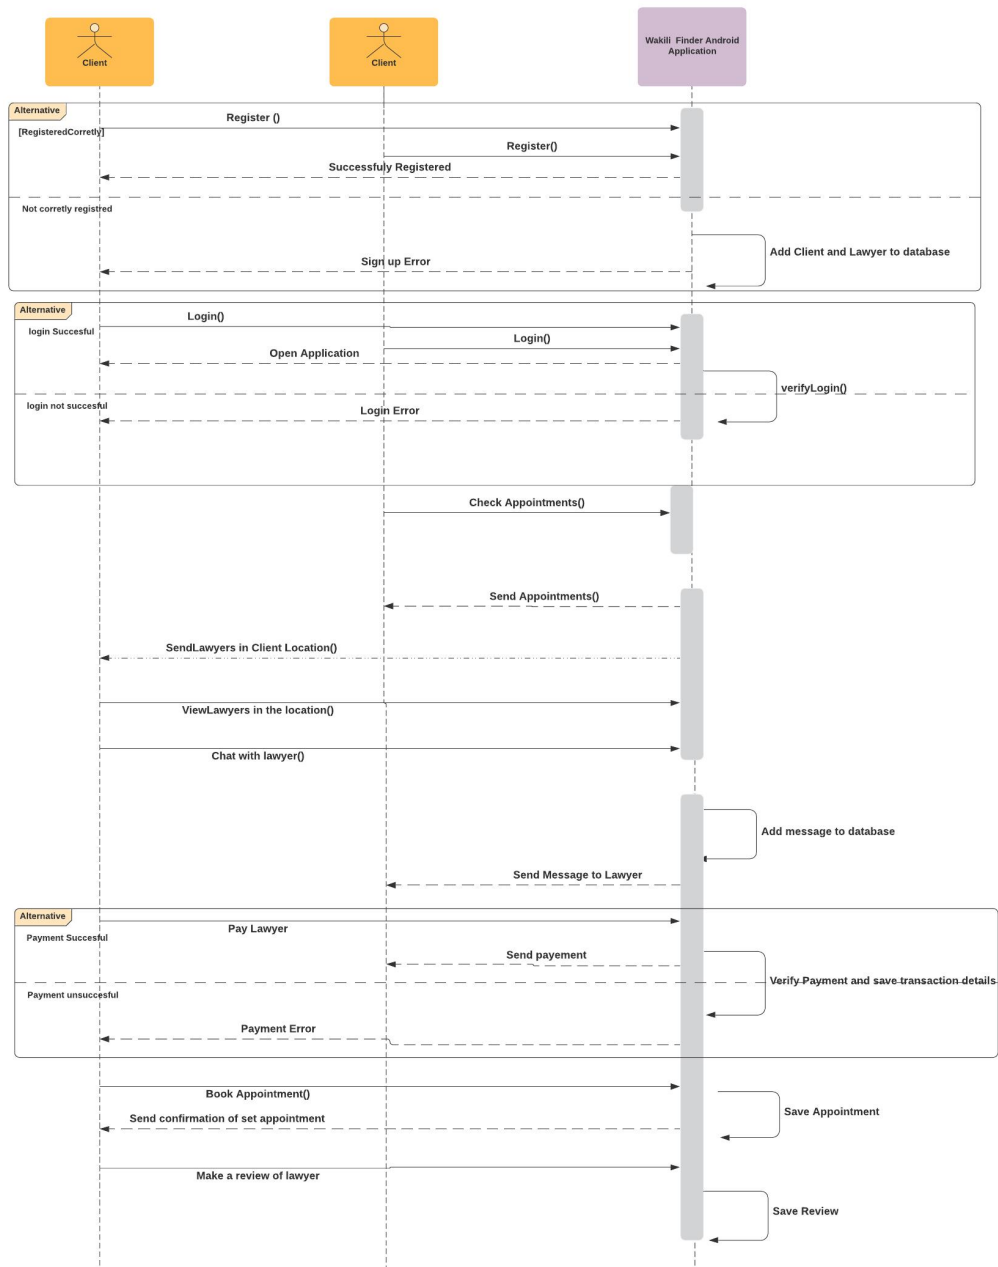 Client
Client
Wakili Finder Android
Application
Alternative
[RegisteredCorretly]
Register ()
Register()
Successfuly Registered
Not corretly registred
Add Client and Lawyer to database
Sign up Error
Alternative
login Succesful
Login()
Login()
Open Application
verifyLogin()
login not succesful
Login Error
Check Appointments()
Send Appointments()
SendLawyers in Client Location()
ViewLawyers in the location()
Chat with lawyer()
Add message to database
Send Message to Lawyer
Alternative
Pay Lawyer
Payment Succesful
Send payement
Verify Payment and save transaction details
Payment unsuccesful
Payment Error
Book Appointment()
Save Appointment
Send confirmation of set appointment
Make a review of lawyer
Save Review